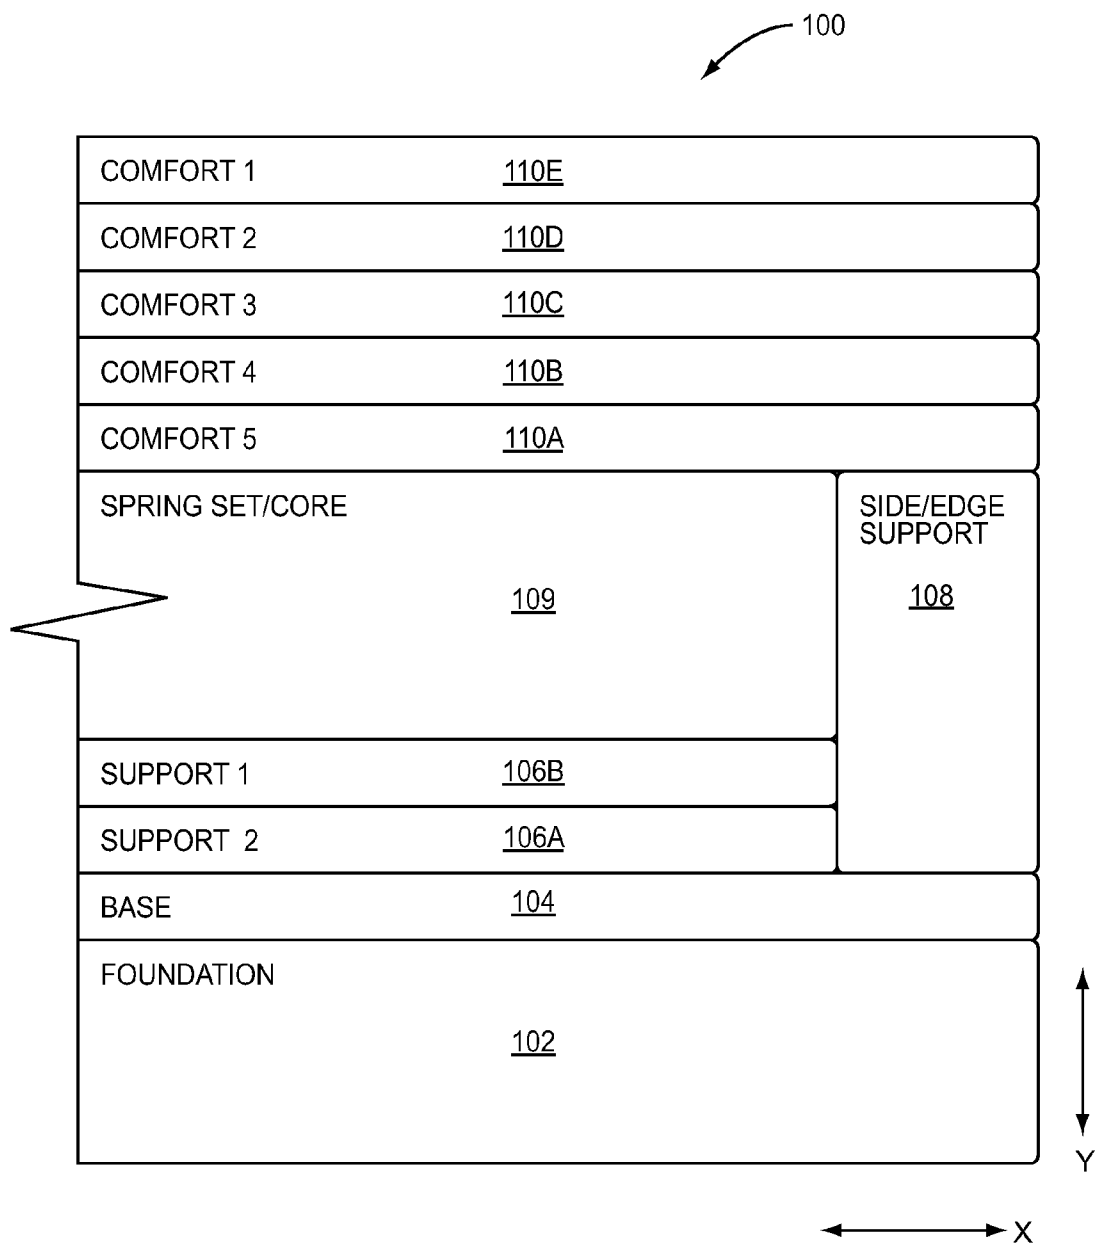 100
COMFORT 1 110E
COMFORT 2 110D
COMFORT 3 110C
COMFORT 4 110B
COMFORT 5 110A
SPRING SET/CORE
109
SIDE/EDGE
SUPPORT
108
SUPPORT 1 106B
SUPPORT 2 106A
BASE 104
FOUNDATION
102
Y
X